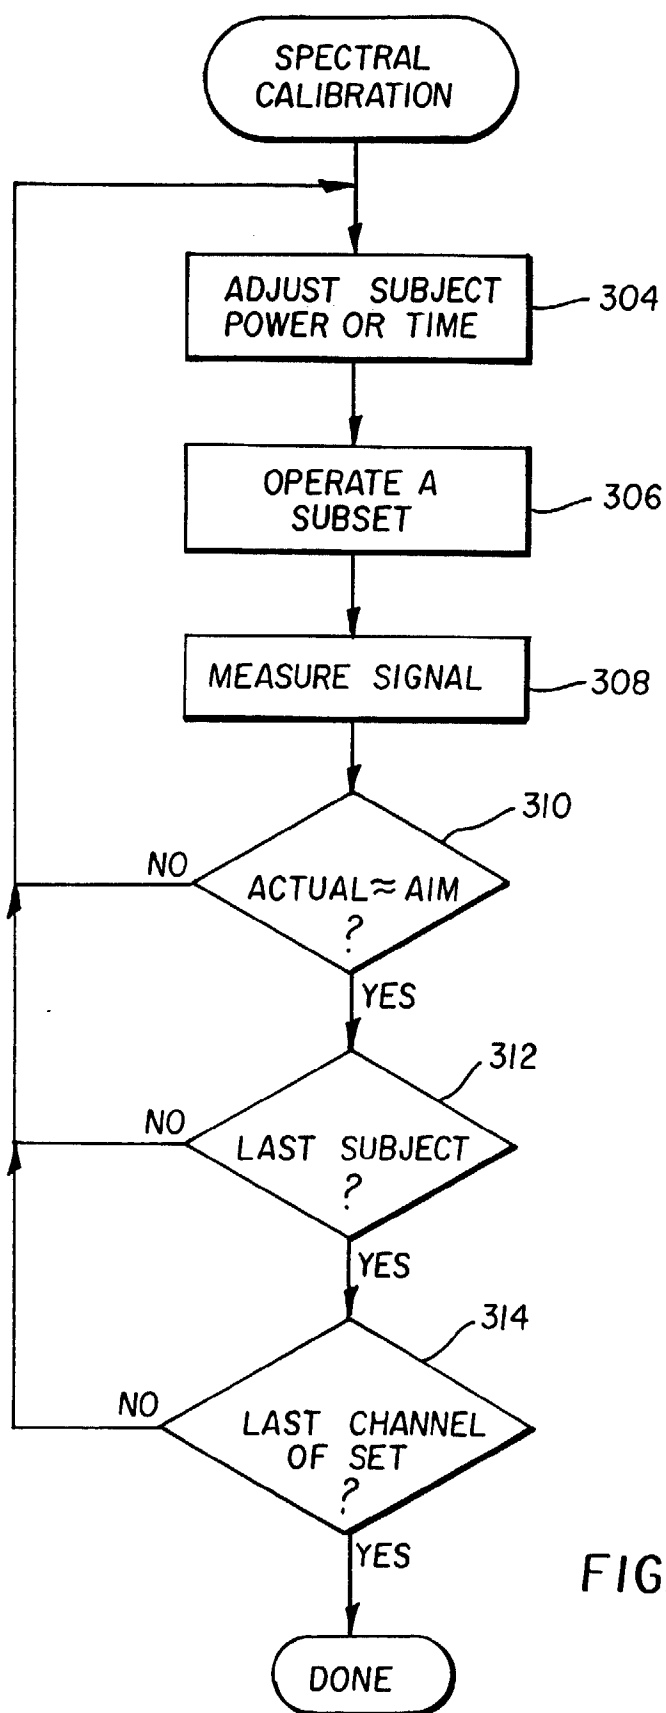 SPECTRAL
CALIBRATION
ADJUST SUBJECT
POWER OR TIME
304
OPERATE A
SUBSET
306
MEASURE SIGNAL
308
310
NO
ACTUAL ≈ AIM
?
YES
312
NO
LAST SUBJECT
?
YES
314
NO
LAST CHANNEL
OF SET
?
YES
FIG
DONE